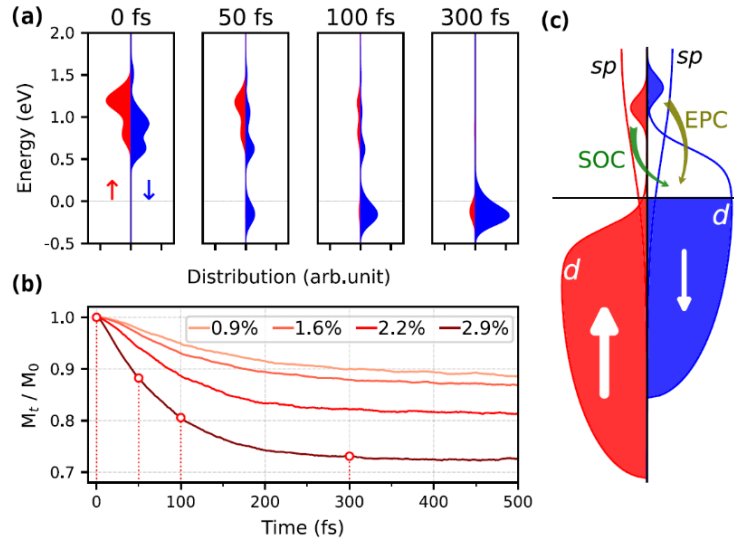 (a)
0 fs 50 fs 100 fs 300 fs
2.0
1.5
1.0
0.5
0.0
-0.5
Energy (eV)
↑ ↓
Distribution (arb.unit)
(b)
1.0
0.9
0.8
0.7
M_t / M_0
0.9% 1.6% 2.2% 2.9%
0 100 200 300 400 500
Time (fs)
(c)
sp sp
EPC
SOC
d
d